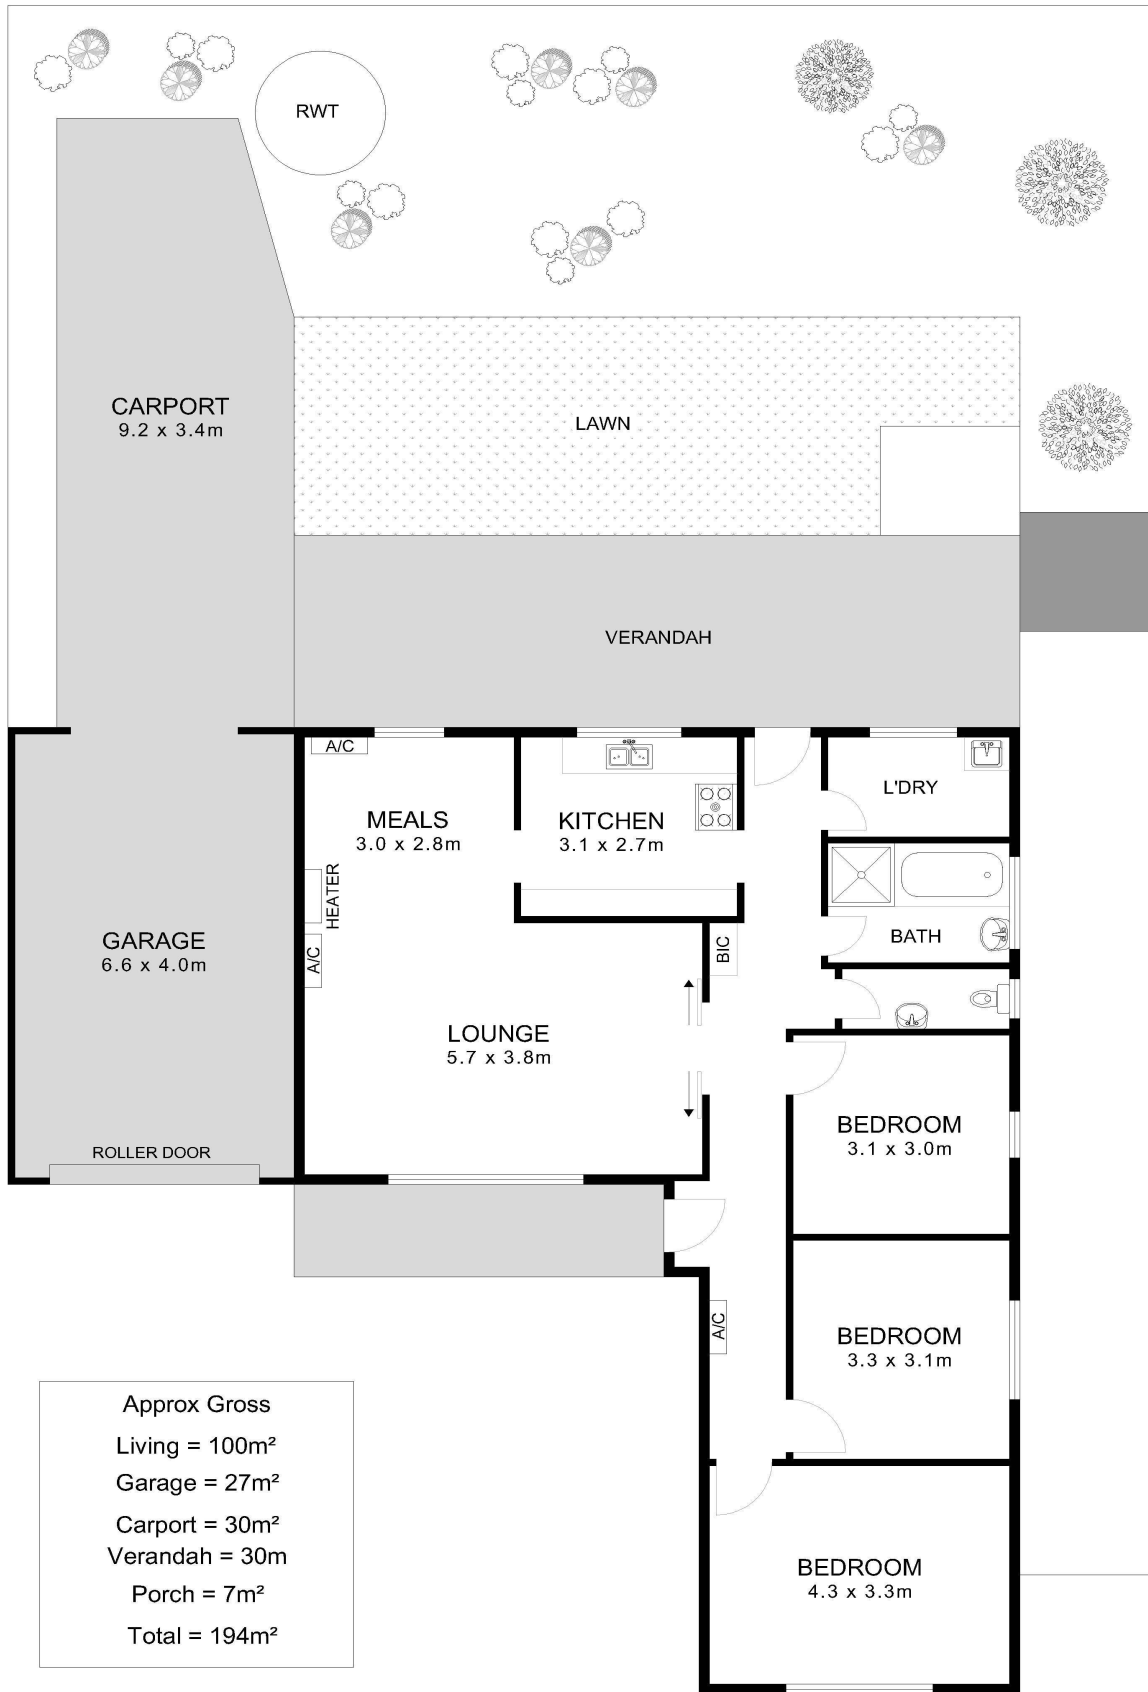 RWT
CARPORT
9.2 x 3.4m
LAWN
VERANDAH
A/C
MEALS
3.0 x 2.8m
KITCHEN
3.1 x 2.7m
L'DRY
HEATER
GARAGE
6.6 x 4.0m
A/C
BIC
BATH
LOUNGE
5.7 x 3.8m
BEDROOM
3.1 x 3.0m
ROLLER DOOR
A/C
BEDROOM
3.3 x 3.1m
BEDROOM
4.3 x 3.3m
Approx Gross
Living = 100m²
Garage = 27m²
Carport = 30m²
Verandah = 30m
Porch = 7m²
Total = 194m²